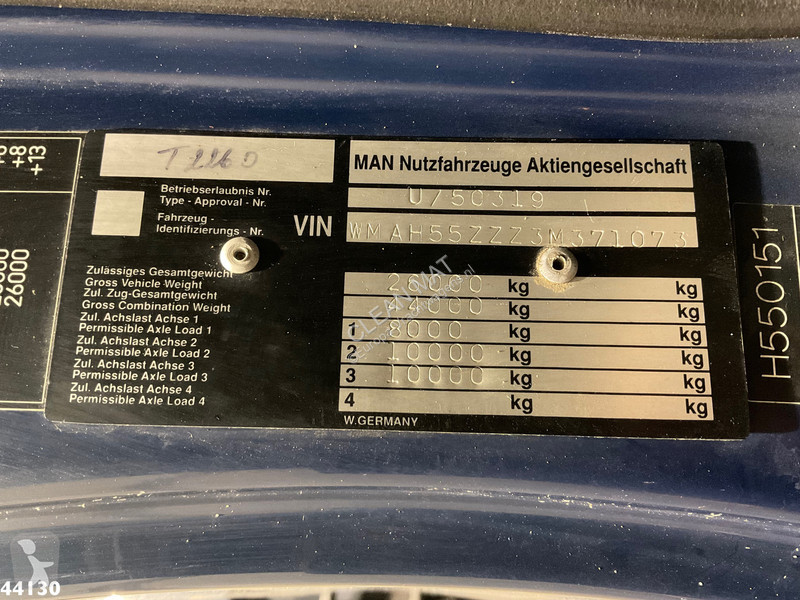 +8
+13
26000
T2260
MAN Nutzfahrzeuge Aktiengesellschaft
Betriebserlaubnis Nr.
Type - Approval - Nr.
U/50319
Fahrzeug -
Identifizierungs - Nr.
VIN
WMAH55ZZZ3M371073
Zulässiges Gesamtgewicht
Gross Vehicle Weight
kg kg
Zul. Zug-Gesamtgewicht
Gross Combination Weight
kg kg
Zul. Achslast Achse 1
Permissible Axle Load 1
1 8000 kg kg
Zul. Achslast Achse 2
Permissible Axle Load 2
2 10000 kg kg
Zul. Achslast Achse 3
Permissible Axle Load 3
3 10000 kg kg
Zul. Achslast Achse 4
Permissible Axle Load 4
4 kg kg
W.GERMANY
H550151
CLEANMAT
44130